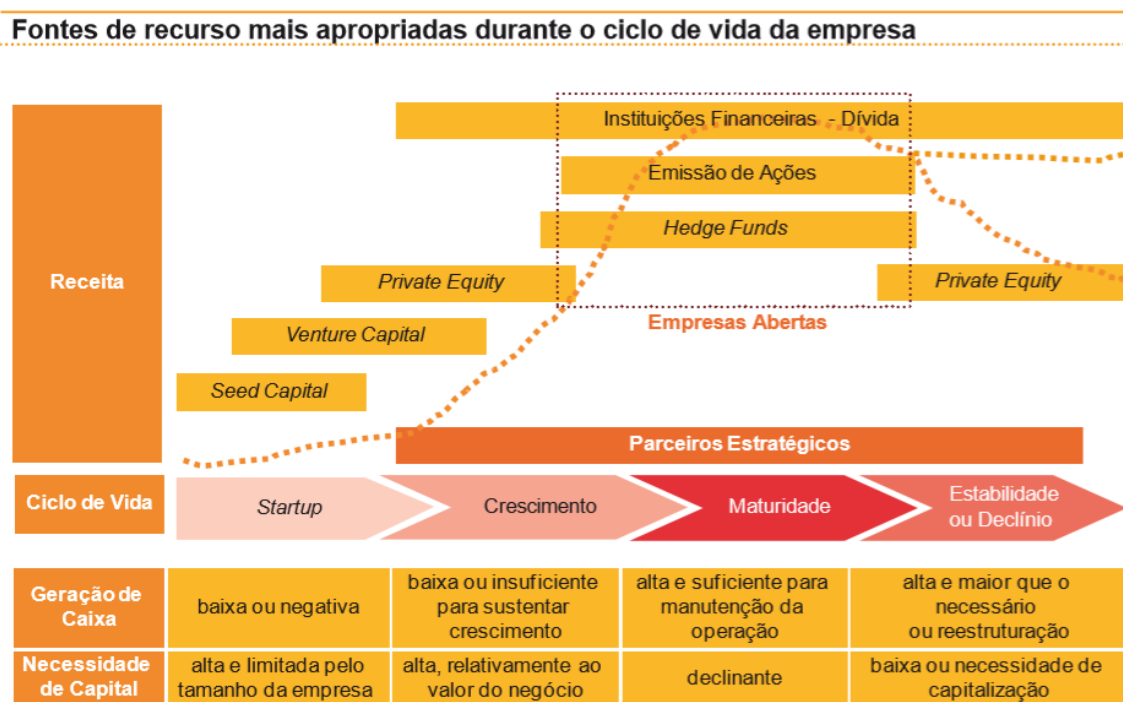 Fontes de recurso mais apropriadas durante o ciclo de vida da empresa
Receita
Instituições Financeiras - Dívida
Emissão de Ações
Hedge Funds
Private Equity
Private Equity
Empresas Abertas
Venture Capital
Seed Capital
Parceiros Estratégicos
Ciclo de Vida
Startup
Crescimento
Maturidade
Estabilidade
ou Declínio
Geração de
Caixa
baixa ou negativa
baixa ou insuficiente
para sustentar
crescimento
alta e suficiente para
manutenção da
operação
alta e maior que o
necessário
ou reestruturação
Necessidade
de Capital
alta e limitada pelo
tamanho da empresa
alta, relativamente ao
valor do negócio
declinante
baixa ou necessidade de
capitalização